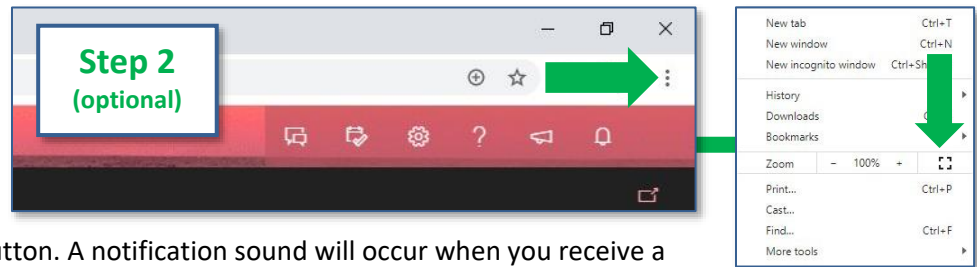 Step 2
(optional)
New tab Ctrl+T
New window Ctrl+N
New incognito window
History
Downloads
Bookmarks
Zoom - 100% +
Print... Ctrl+P
Cast...
Find... Ctrl+F
More tools
A notification sound will occur when you receive a